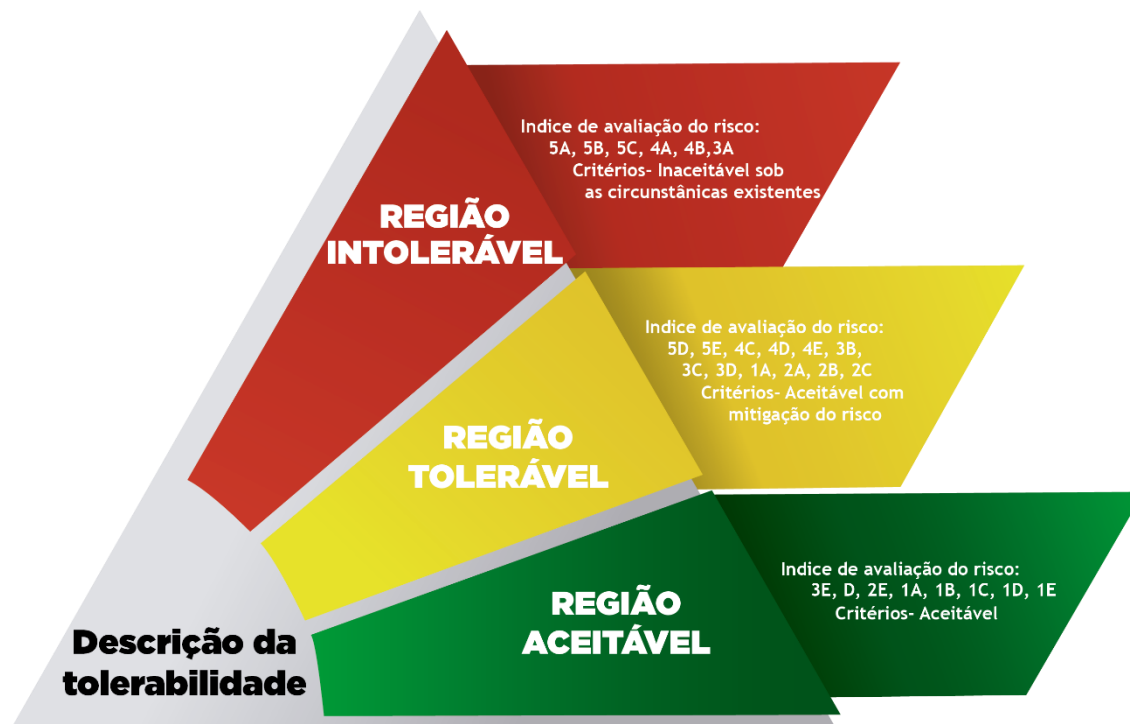 Indice de avaliação do risco:
5A, 5B, 5C, 4A, 4B,3A
Critérios- Inaceitável sob
as circunstânicas existentes
REGIÃO
INTOLERÁVEL
Indice de avaliação do risco:
5D, 5E, 4C, 4D, 4E, 3B,
3C, 3D, 1A, 2A, 2B, 2C
Critérios- Aceitável com
mitigação do risco
REGIÃO
TOLERÁVEL
Indice de avaliação do risco:
3E, D, 2E, 1A, 1B, 1C, 1D, 1E
Critérios- Aceitável
REGIÃO
ACEITÁVEL
Descrição da
tolerabilidade